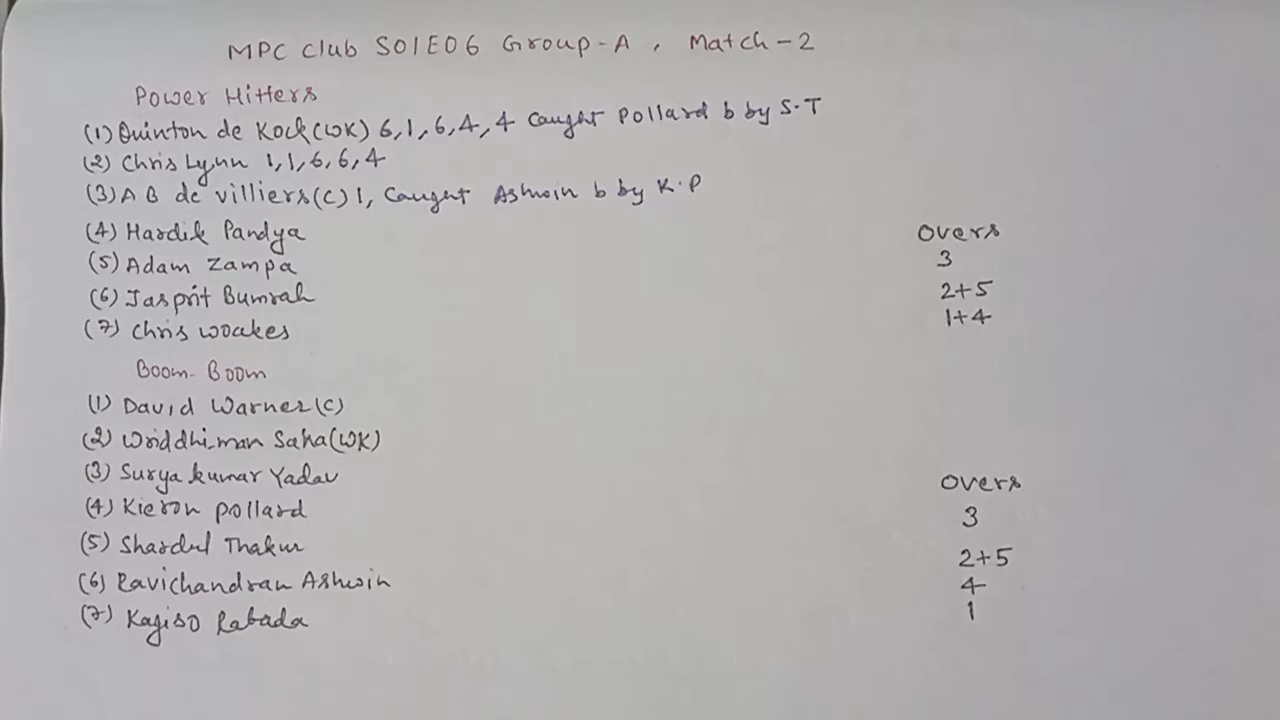 MPC Club S01E06 Group-A, Match-2
Power Hitters
(1) Quinton de Kock(WK) 6,1,6,4,4 Caught Pollard b by S.T
(2) Chris Lynn 1,1,6,6,4
(3) A B de villiers(C) 1, Caught Ashwin b by K.P
(4) Hardik Pandya
Overs
(5) Adam Zampa
3
(6) Jasprit Bumrah
2+5
(7) Chris woakes
1+4
Boom-Boom
(1) David Warner(C)
(2) Wriddhi-man Saha(WK)
(3) Surya kumar Yadav
Overs
(4) Kieron pollard
3
(5) Shardul Thakur
2+5
(6) Ravichandran Ashwin
4
(7) Kagiso Rabada
1